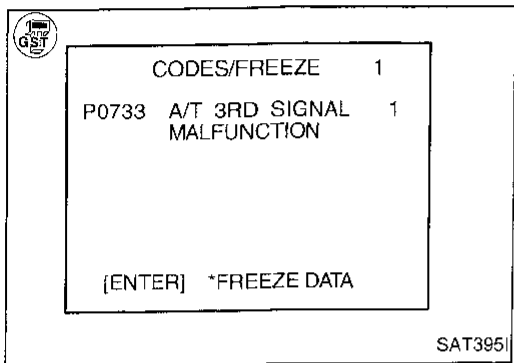 GST
CODES/FREEZE 1
P0733 A/T 3RD SIGNAL 1
MALFUNCTION
[ENTER] *FREEZE DATA
SAT395I